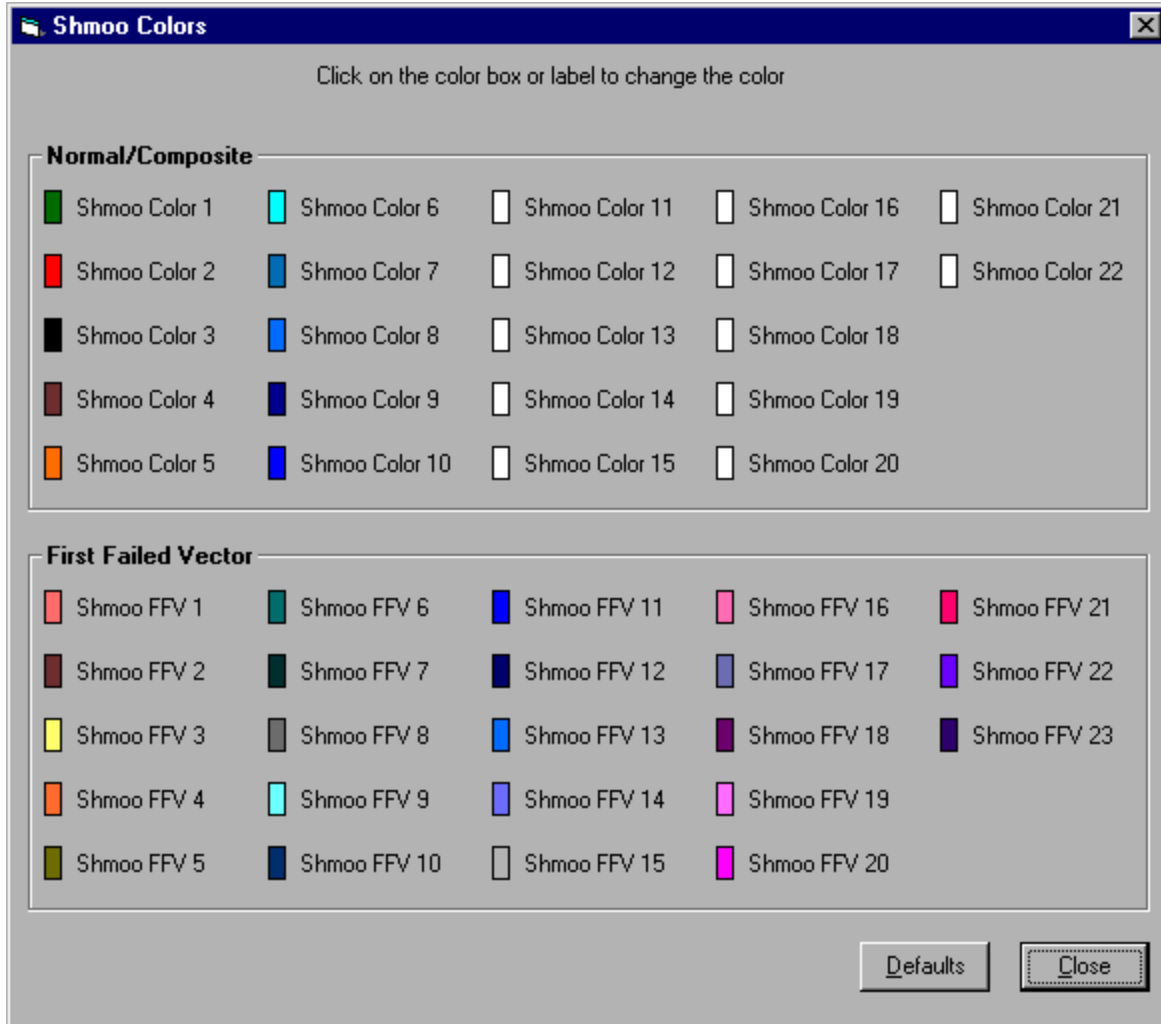 Shmoo Colors
Click on the color box or label to change the color
Normal/Composite
Shmoo Color 1 Shmoo Color 6 Shmoo Color 11 Shmoo Color 16 Shmoo Color 21
Shmoo Color 2 Shmoo Color 7 Shmoo Color 12 Shmoo Color 17 Shmoo Color 22
Shmoo Color 3 Shmoo Color 8 Shmoo Color 13 Shmoo Color 18
Shmoo Color 4 Shmoo Color 9 Shmoo Color 14 Shmoo Color 19
Shmoo Color 5 Shmoo Color 10 Shmoo Color 15 Shmoo Color 20
First Failed Vector
Shmoo FFV 1 Shmoo FFV 6 Shmoo FFV 11 Shmoo FFV 16 Shmoo FFV 21
Shmoo FFV 2 Shmoo FFV 7 Shmoo FFV 12 Shmoo FFV 17 Shmoo FFV 22
Shmoo FFV 3 Shmoo FFV 8 Shmoo FFV 13 Shmoo FFV 18 Shmoo FFV 23
Shmoo FFV 4 Shmoo FFV 9 Shmoo FFV 14 Shmoo FFV 19
Shmoo FFV 5 Shmoo FFV 10 Shmoo FFV 15 Shmoo FFV 20
Defaults Close